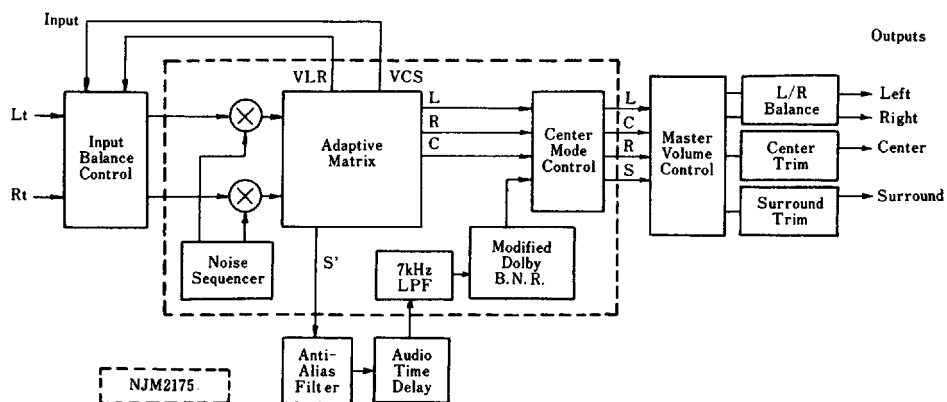 Input
Outputs
VLR
VCS
Lt
Rt
Input
Balance
Control
Adaptive
Matrix
L
R
C
Center
Mode
Control
L
C
R
S
Master
Volume
Control
L/R
Balance
Left
Right
Center
Trim
Center
Surround
Trim
Surround
Noise
Sequencer
S'
7kHz
LPF
Modified
Dolby
B.N.R.
Anti-
Alias
Filter
Audio
Time
Delay
NJM2175